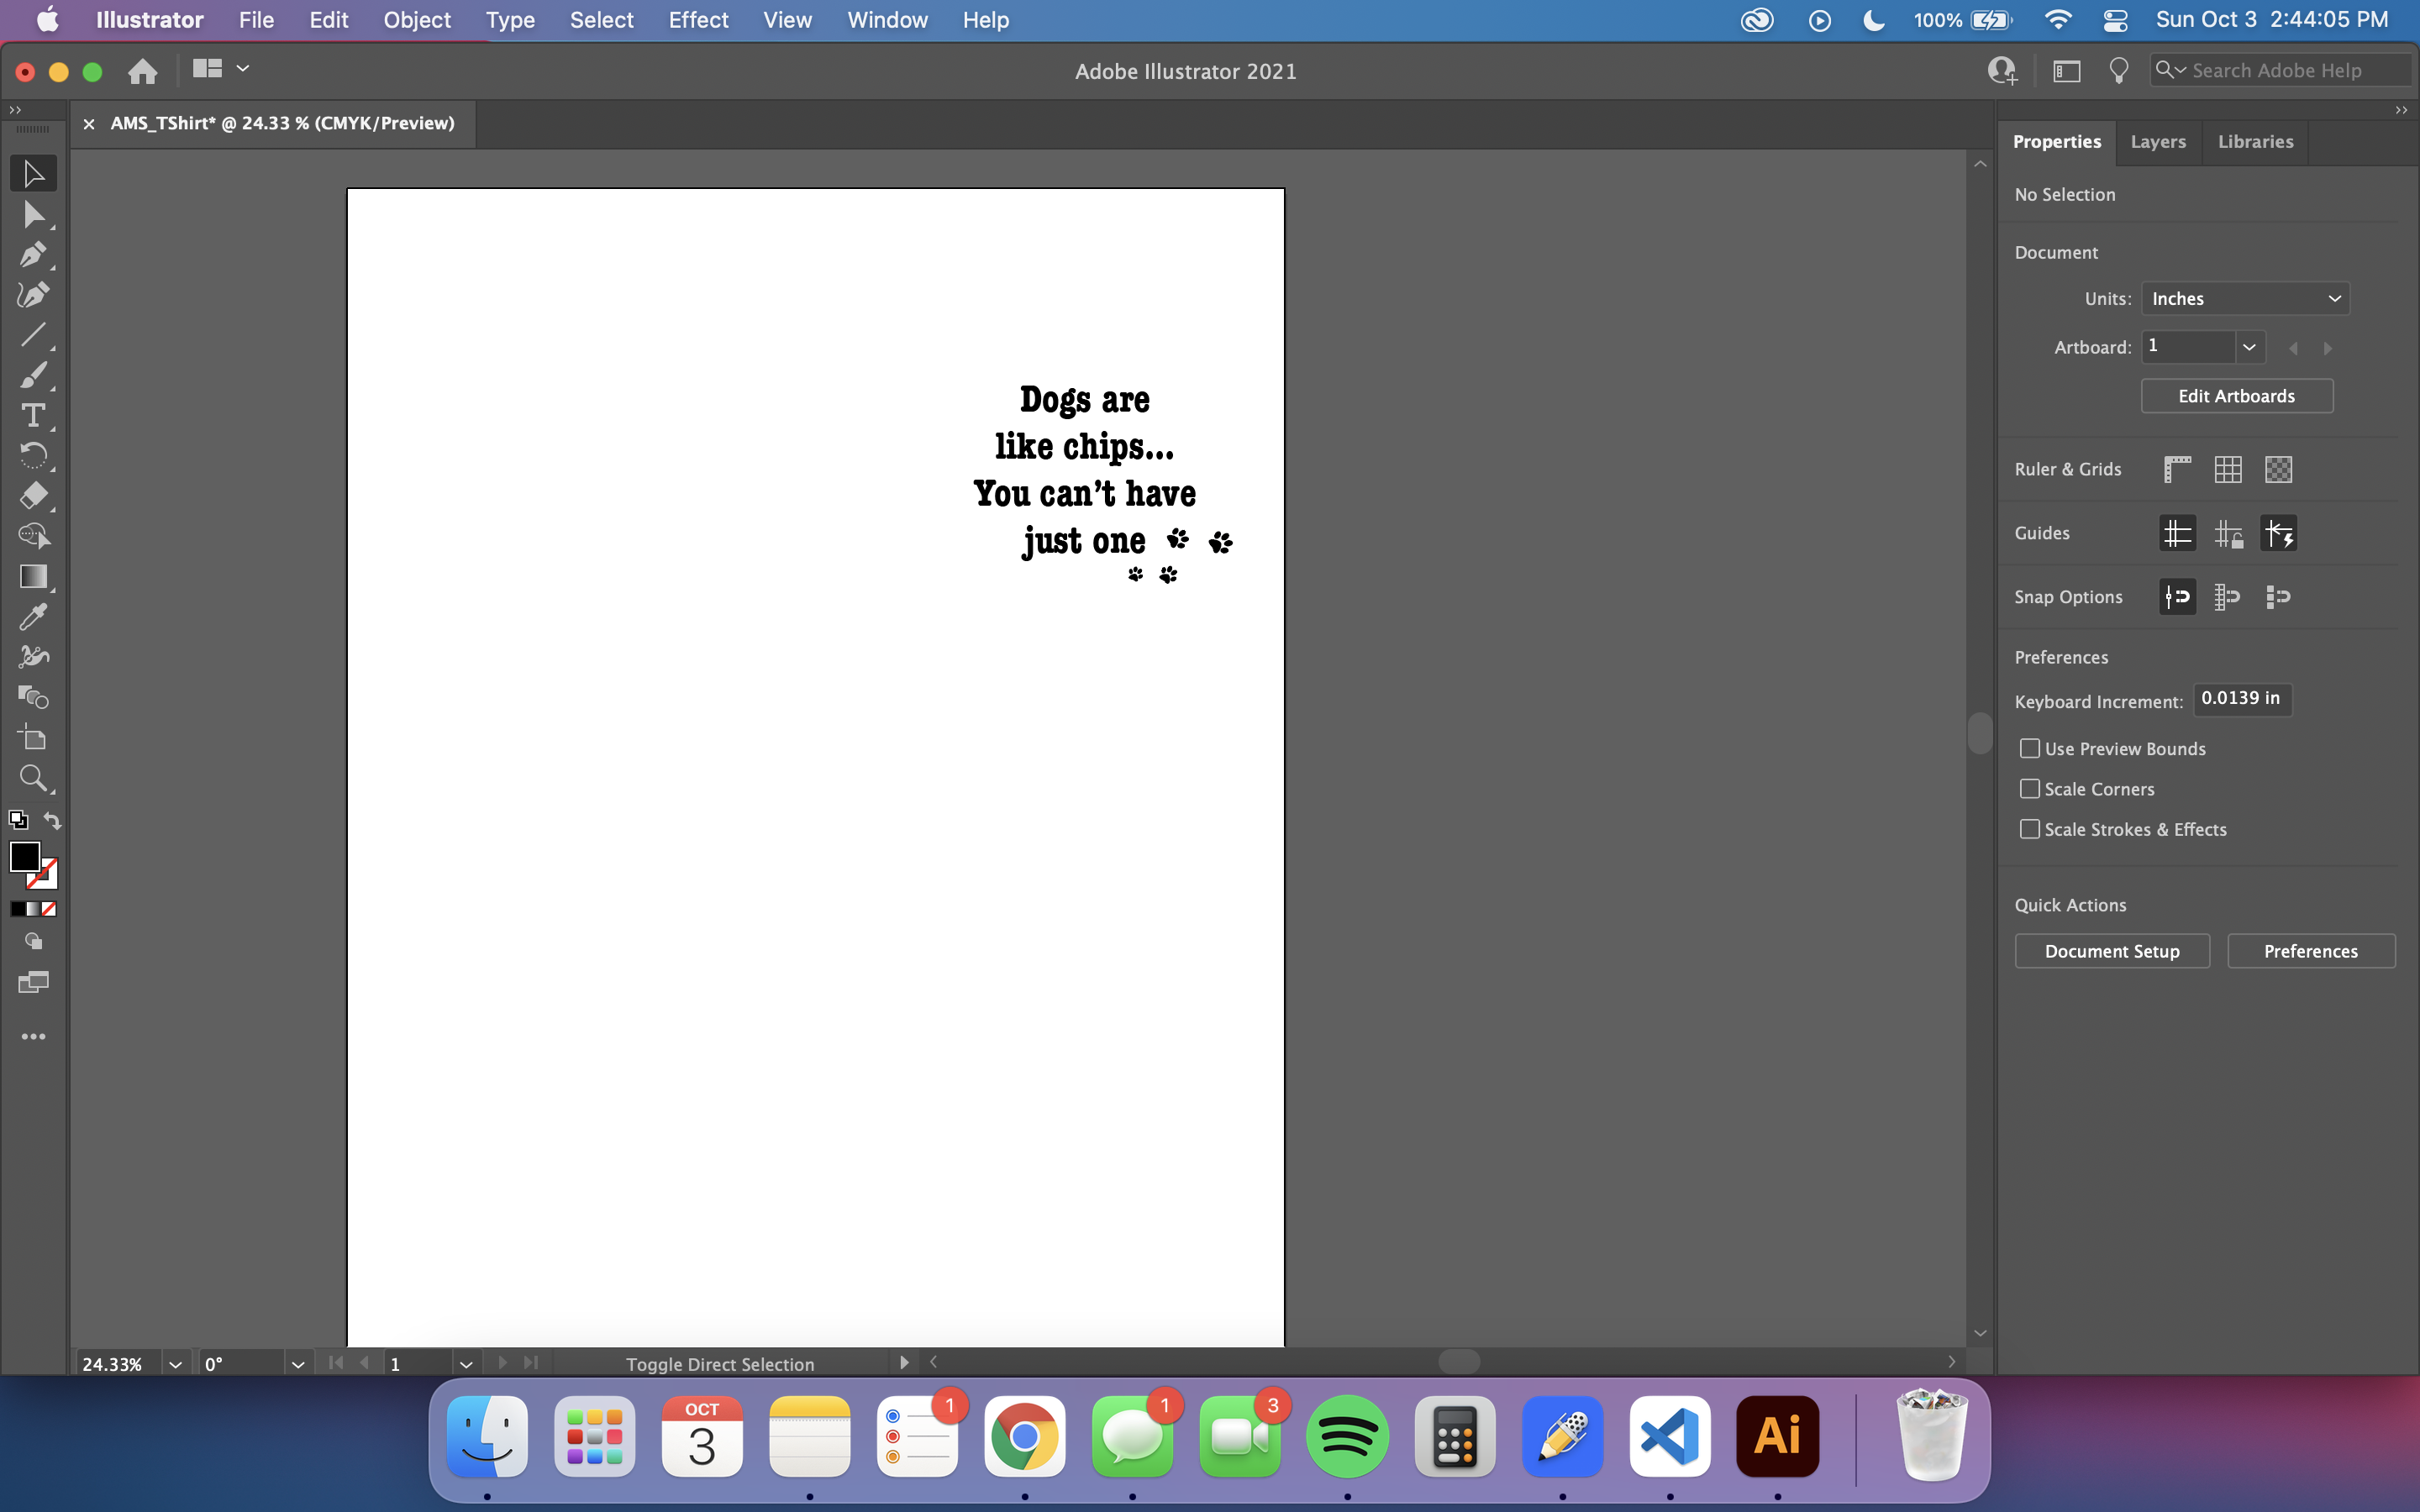 Illustrator File Edit Object Type Select Effect View Window Help 100% Sun Oct 3 2:44:05 PM
Adobe Illustrator 2021 Search Adobe Help
AMS_TShirt* @ 24.33 % (CMYK/Preview)
Properties Layers Libraries
No Selection
Document
Units: Inches
Artboard: 1
Edit Artboards
Ruler & Grids
Guides
Snap Options
Preferences
Keyboard Increment: 0.0139 in
Use Preview Bounds
Scale Corners
Scale Strokes & Effects
Quick Actions
Document Setup Preferences
Dogs are
like chips...
You can’t have
just one
24.33% 0° 1 Toggle Direct Selection
OCT
3
1
1
3
Ai